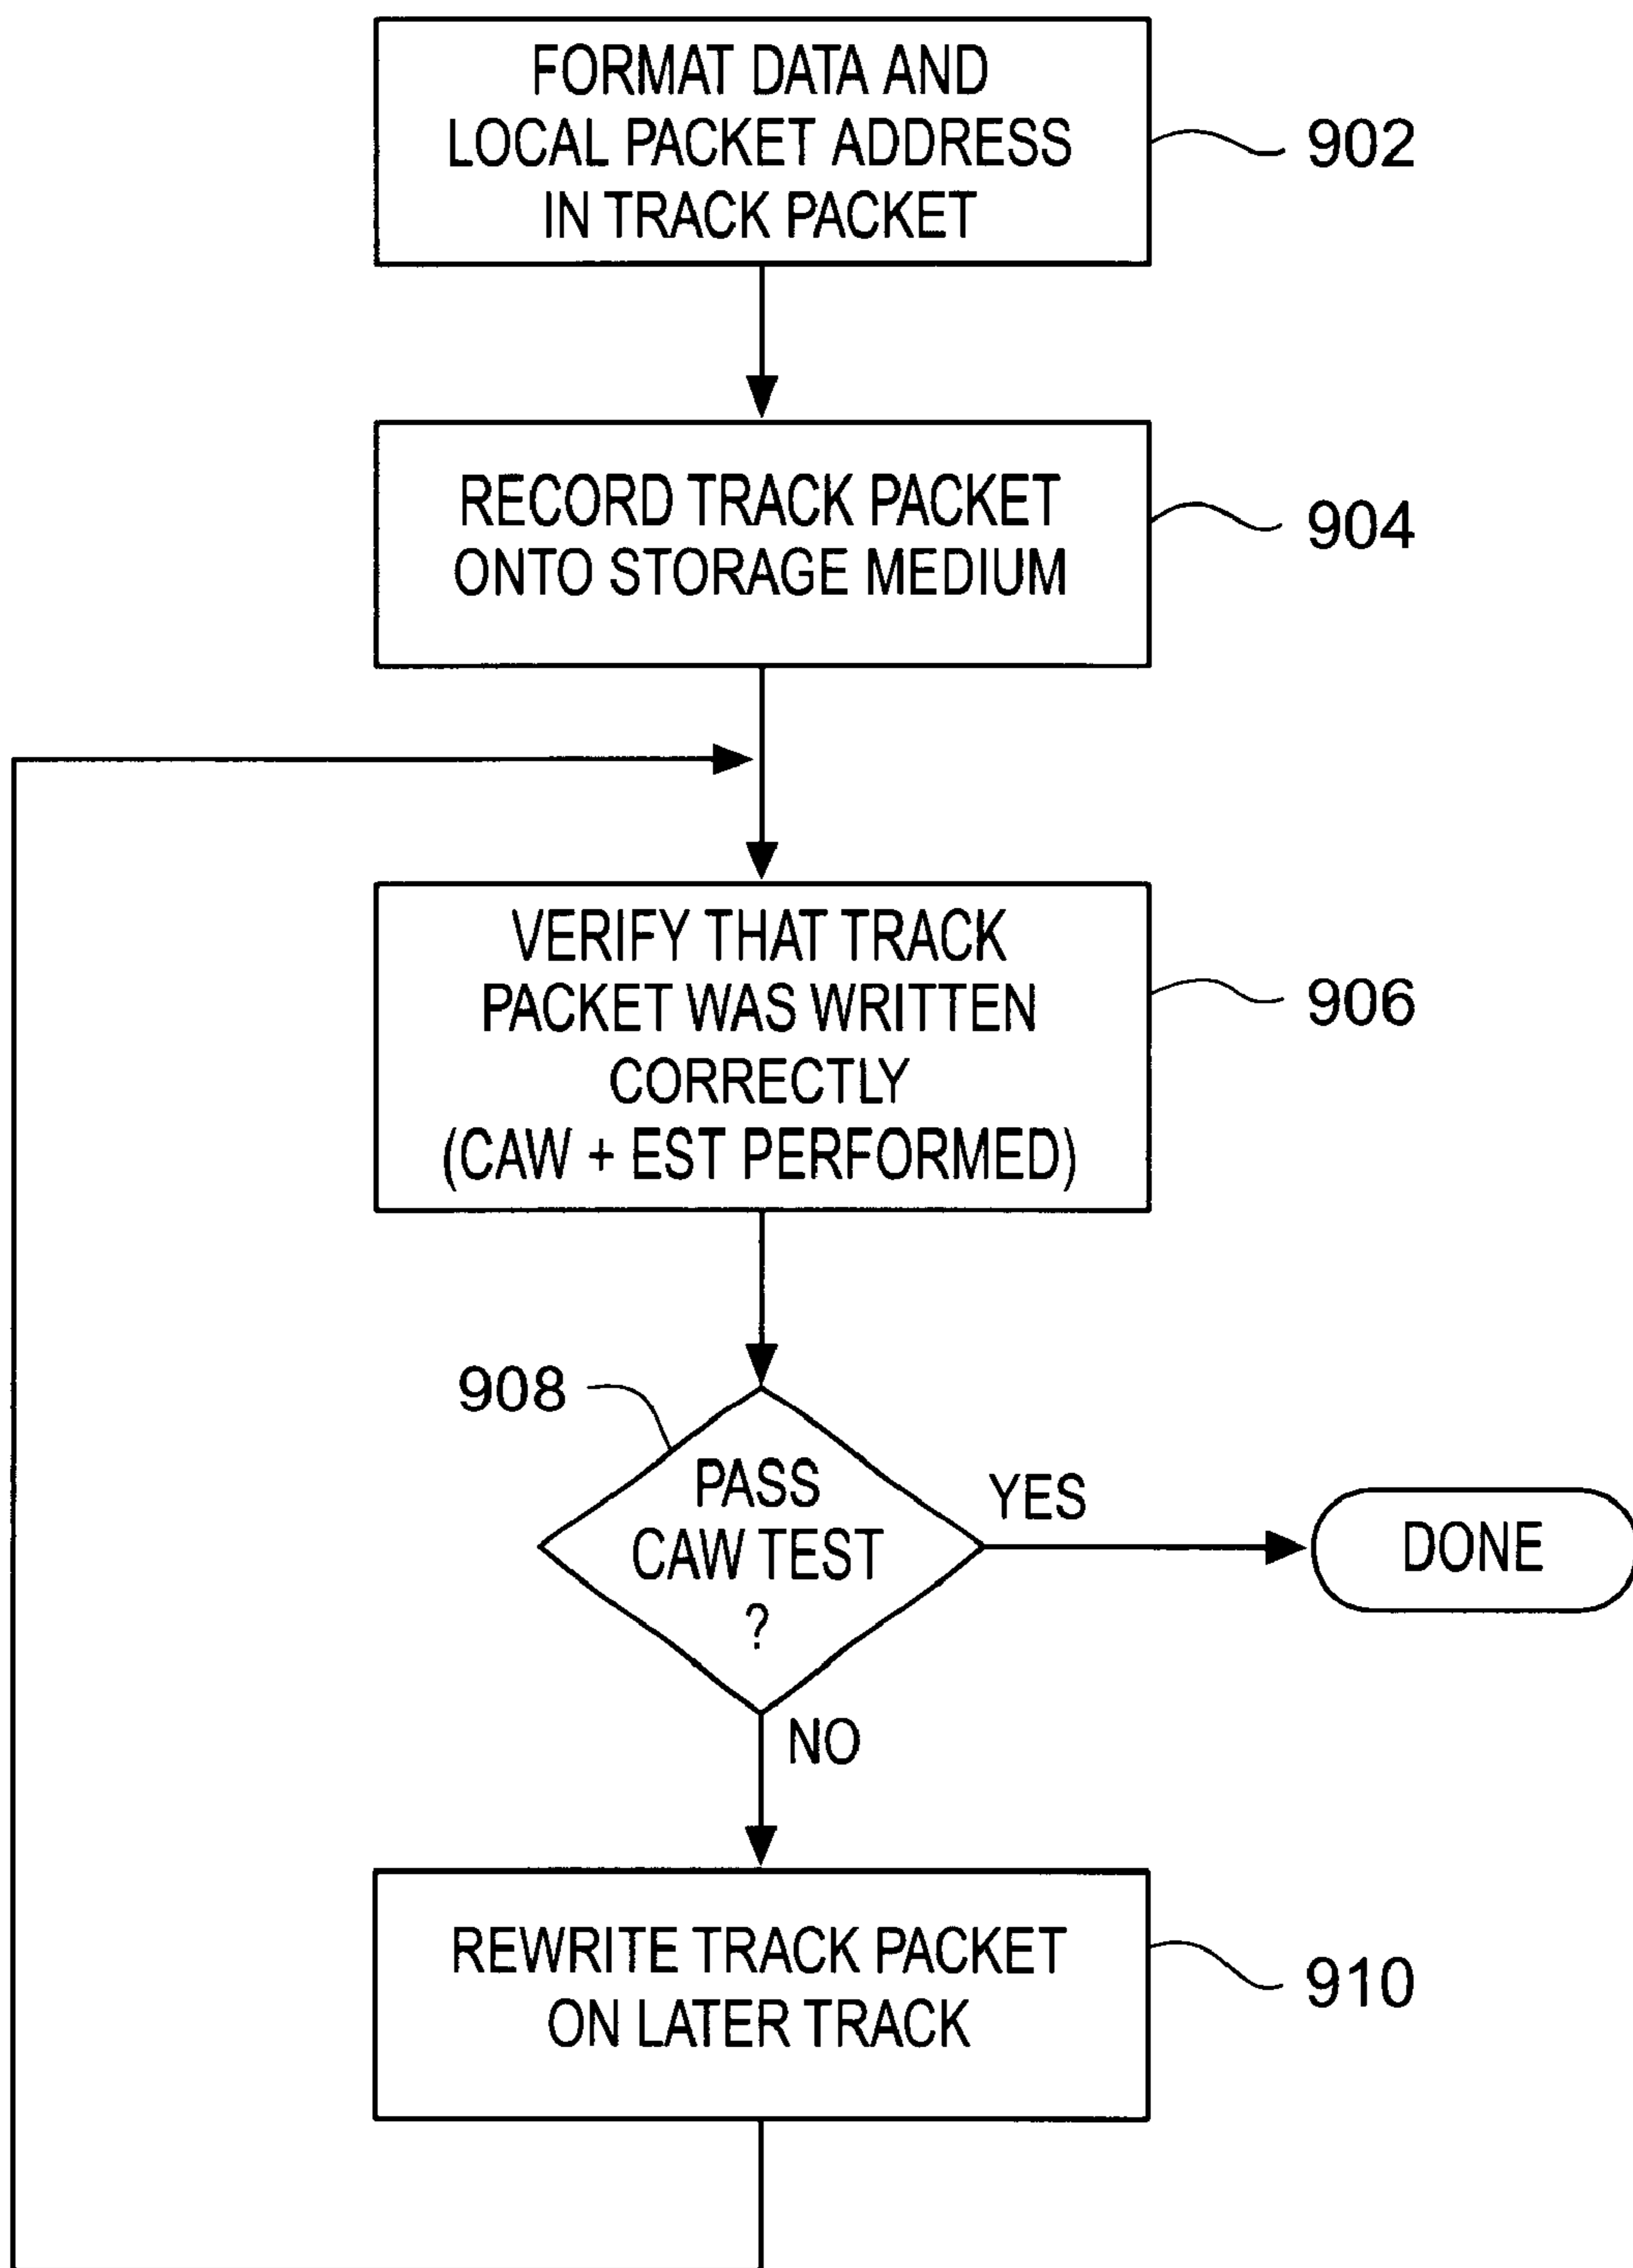 FORMAT DATA AND
LOCAL PACKET ADDRESS
IN TRACK PACKET
902
RECORD TRACK PACKET
ONTO STORAGE MEDIUM
904
VERIFY THAT TRACK
PACKET WAS WRITTEN
CORRECTLY
(CAW + EST PERFORMED)
906
908
PASS
CAW TEST
?
YES
DONE
NO
REWRITE TRACK PACKET
ON LATER TRACK
910